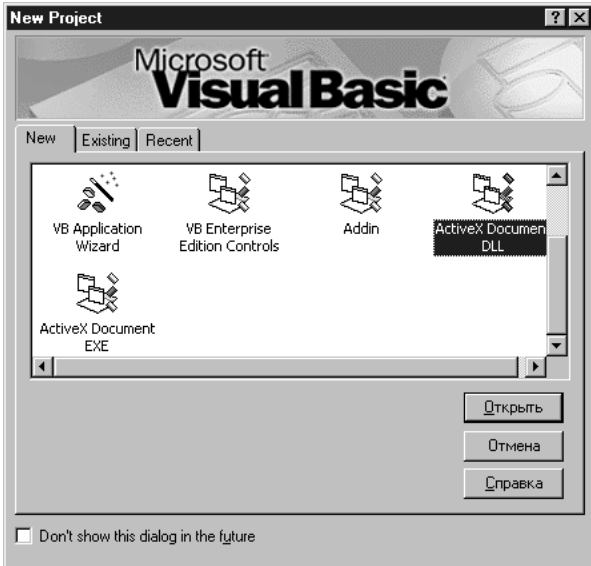 New Project
Microsoft
Visual Basic
New
Existing
Recent
VB Application
Wizard
VB Enterprise
Edition Controls
Addin
ActiveX Documen
DLL
ActiveX Document
EXE
Открыть
Отмена
Справка
Don't show this dialog in the future